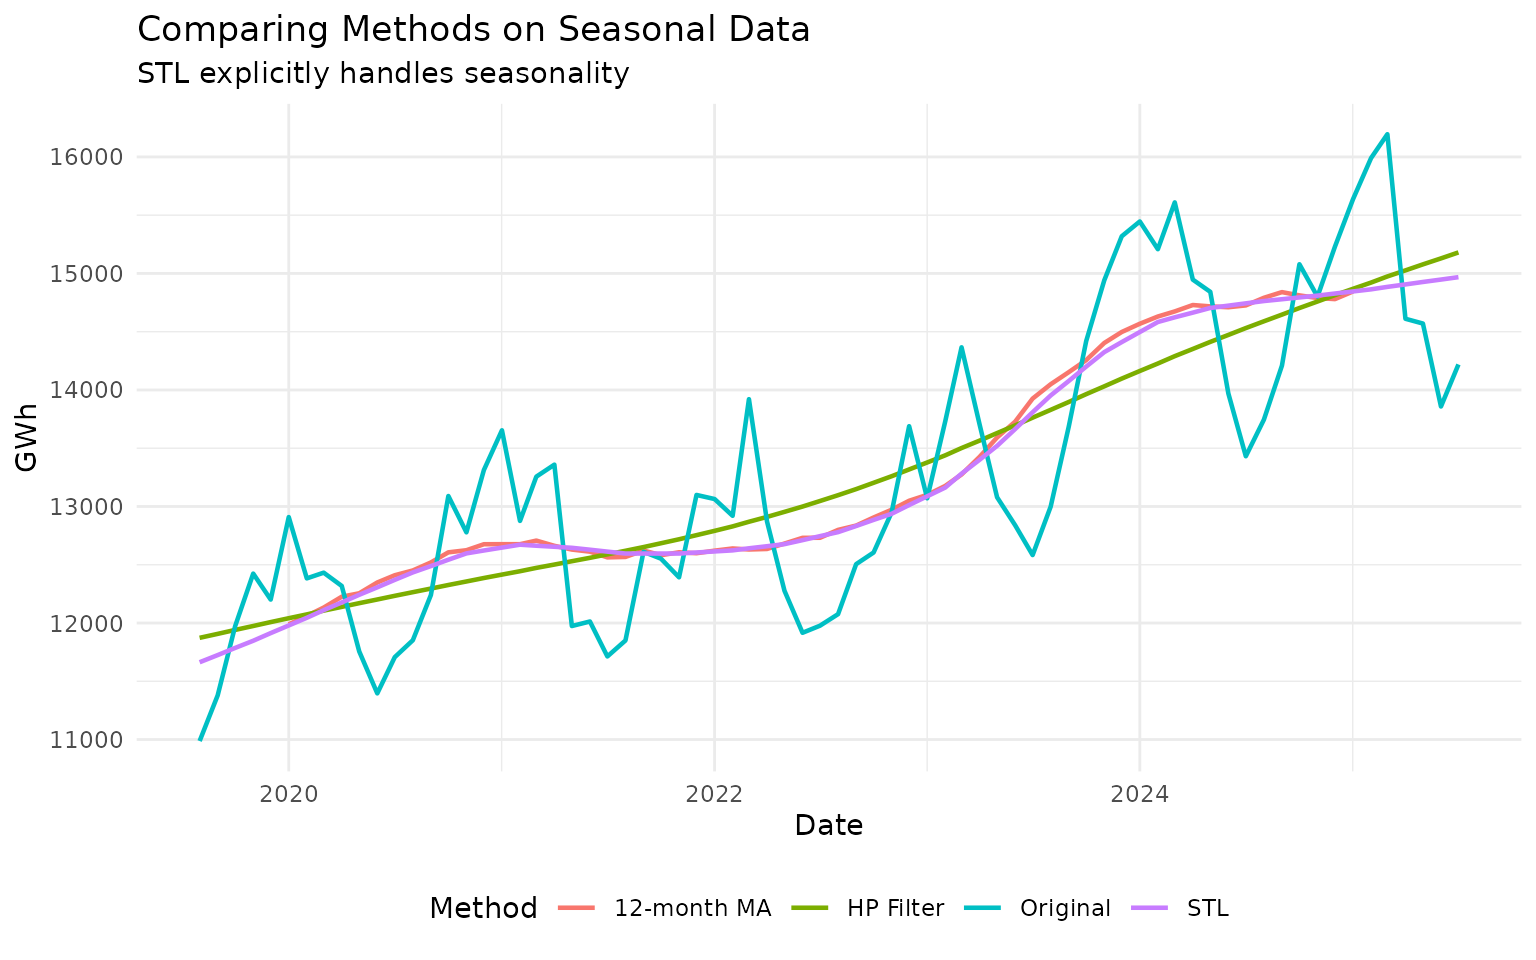 Comparing Methods on Seasonal Data
STL explicitly handles seasonality
GWh
16000
15000
14000
13000
12000
11000
2020 2022 2024
Date
Method 12-month MA HP Filter Original STL